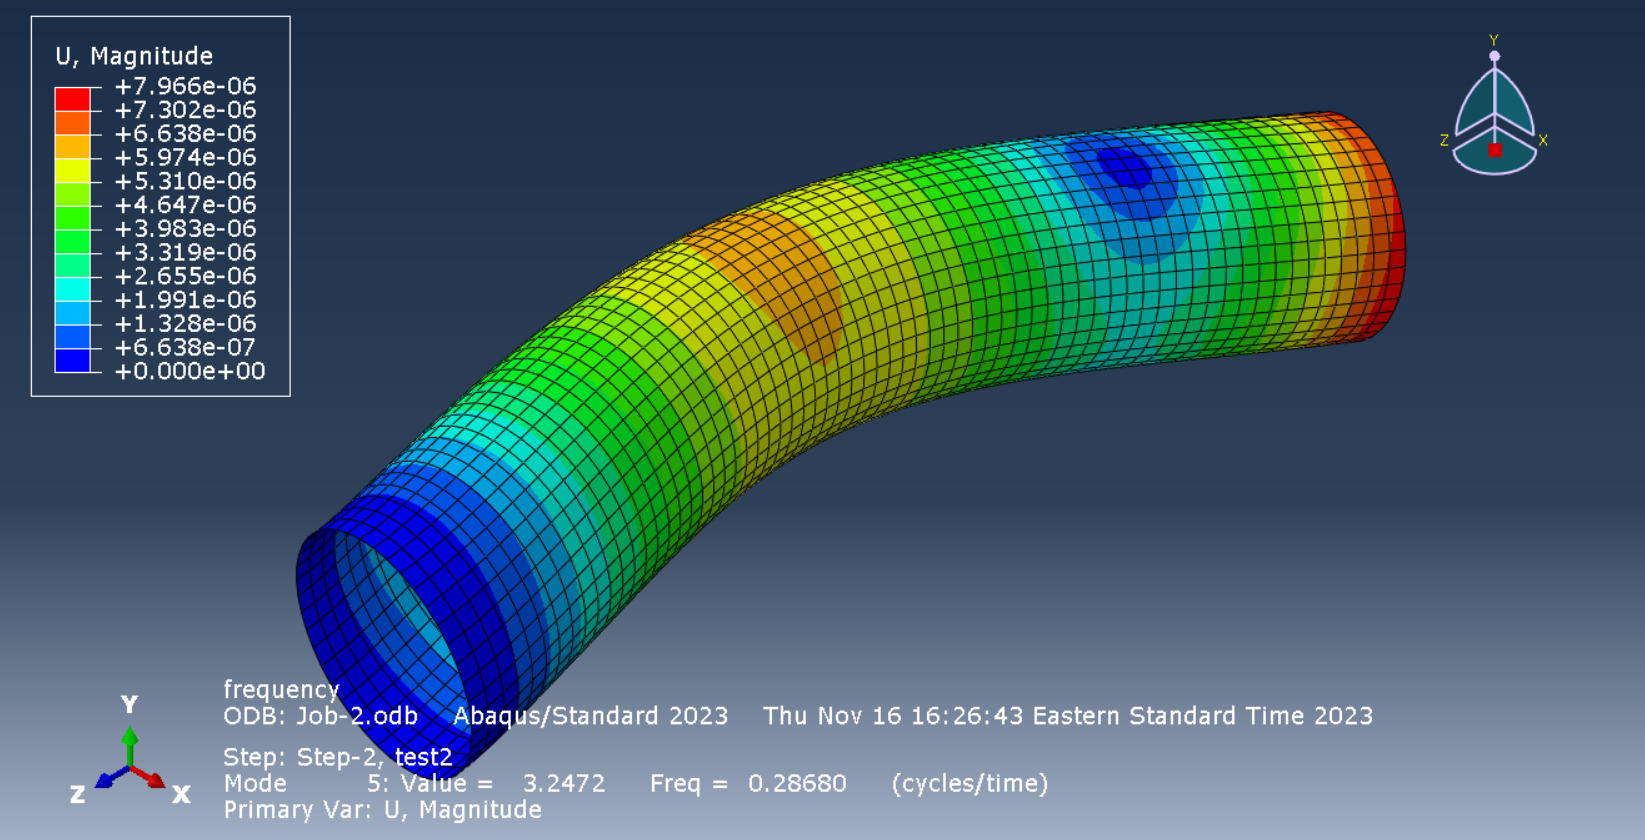 U, Magnitude
+7.966e-06
+7.302e-06
+6.638e-06
+5.974e-06
+5.310e-06
+4.647e-06
+3.983e-06
+3.319e-06
+2.655e-06
+1.991e-06
+1.328e-06
+6.638e-07
+0.000e+00
Y
Z X
Y
Z X
frequency
ODB: Job-2.odb Abaqus/Standard 2023 Thu Nov 16 16:26:43 Eastern Standard Time 2023
Step: Step-2, test2
Mode 5: Value = 3.2472 Freq = 0.28680 (cycles/time)
Primary Var: U, Magnitude